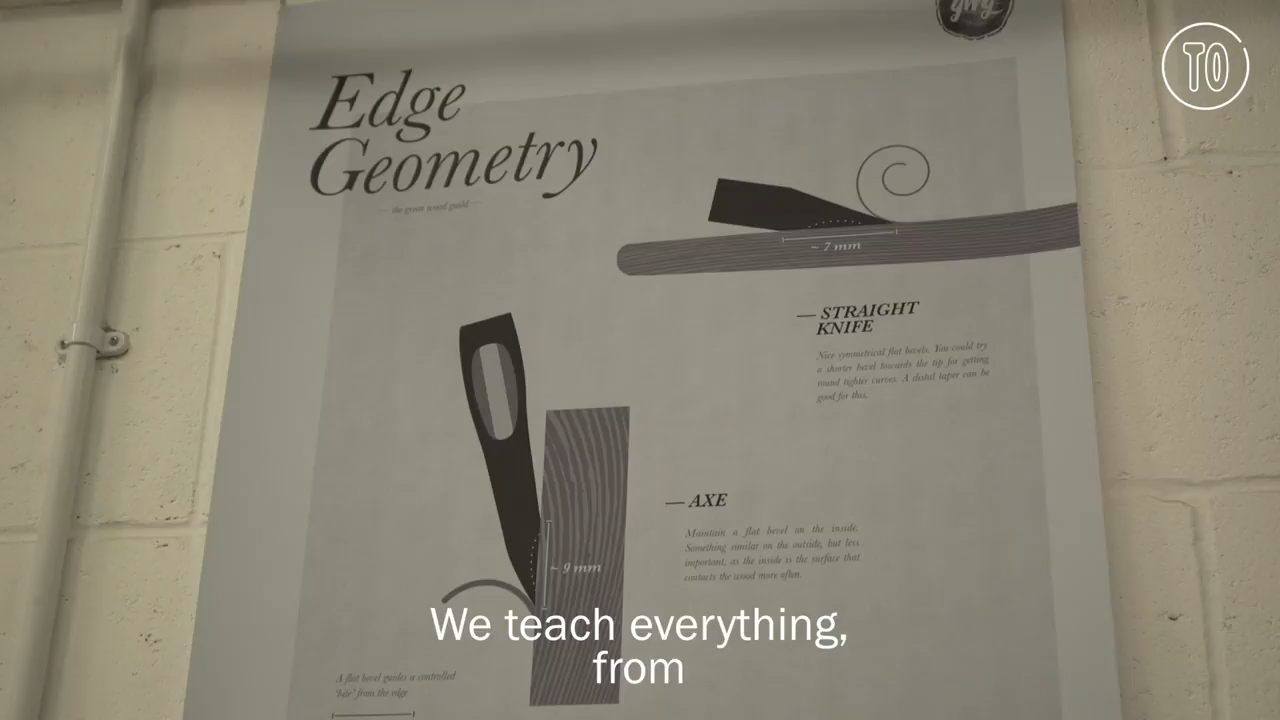 gwg
TO
Edge
Geometry
— the green wood guild —
~ 7 mm
— STRAIGHT
KNIFE
Nice symmetrical flat bevels. You could try
a shorter bevel towards the tip for getting
round tighter curves. A distal taper can be
good for this.
— AXE
Maintain a flat bevel on the inside.
Something similar on the outside, but less
important, as the inside is the surface that
contacts the wood more often.
~ 9 mm
We teach everything,
from
A flat bevel guides a controlled
'bite' from the edge